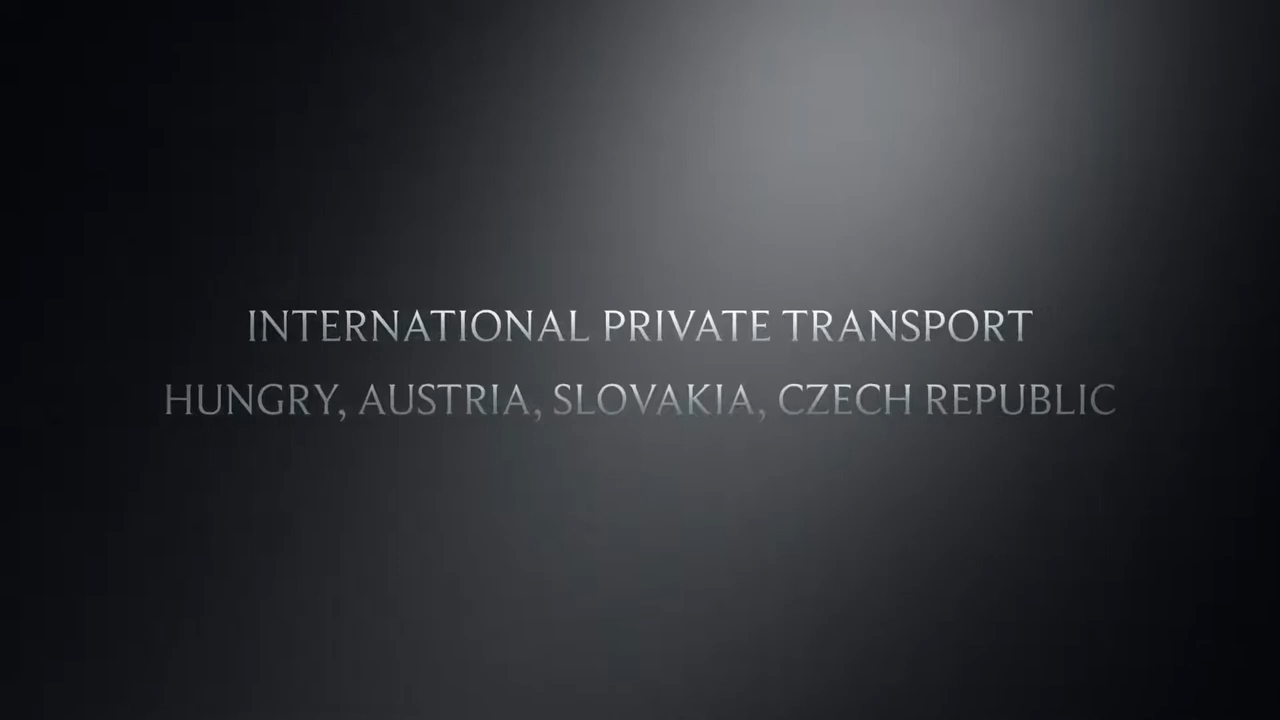 INTERNATIONAL PRIVATE TRANSPORT
HUNGRY, AUSTRIA, SLOVAKIA, CZECH REPUBLIC